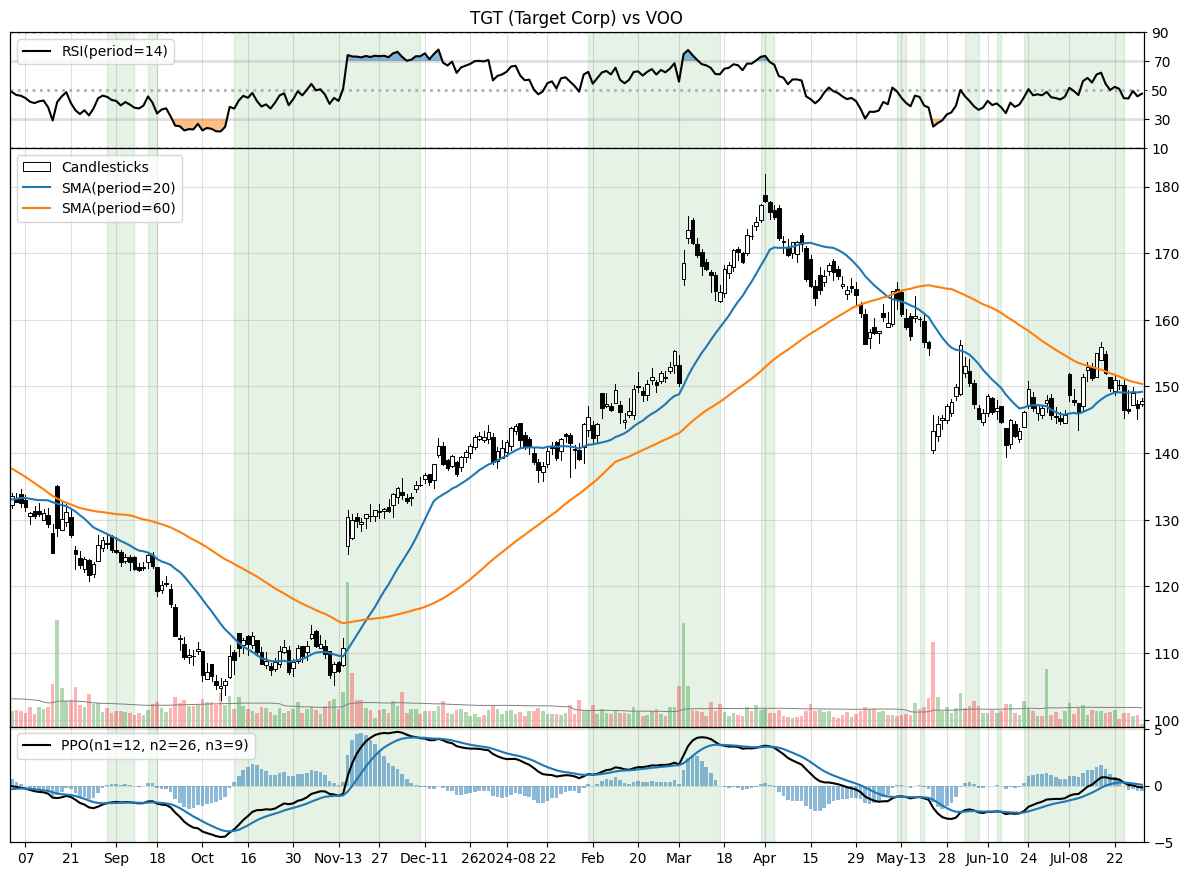 TGT (Target Corp) vs VOO
RSI(period=14)
90
70
50
30
10
Candlesticks
SMA(period=20)
SMA(period=60)
180
170
160
150
140
130
120
110
100
PPO(n1=12, n2=26, n3=9)
5
0
−5
07 21 Sep 18 Oct 16 30 Nov-13 27 Dec-11 26 2024-08 22 Feb 20 Mar 18 Apr 15 29 May-13 28 Jun-10 24 Jul-08 22